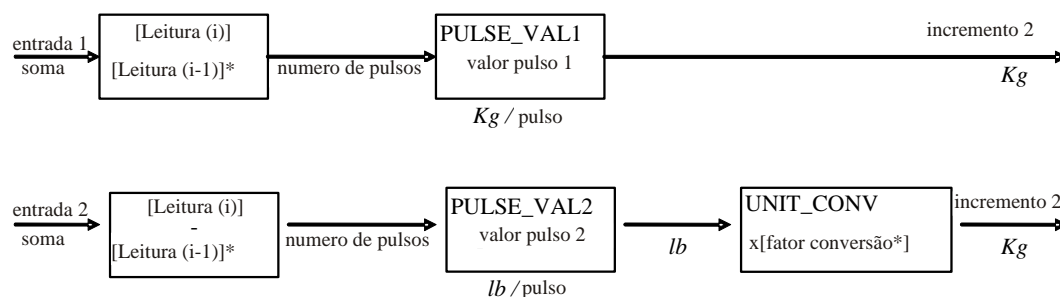 entrada 1
soma
[Leitura (i)]
[Leitura (i-1)]*
numero de pulsos
PULSE_VAL1
valor pulso 1
Kg / pulso
incremento 2
Kg
entrada 2
soma
[Leitura (i)]
-
[Leitura (i-1)]*
numero de pulsos
PULSE_VAL2
valor pulso 2
lb / pulso
lb
UNIT_CONV
x[fator conversão*]
incremento 2
Kg